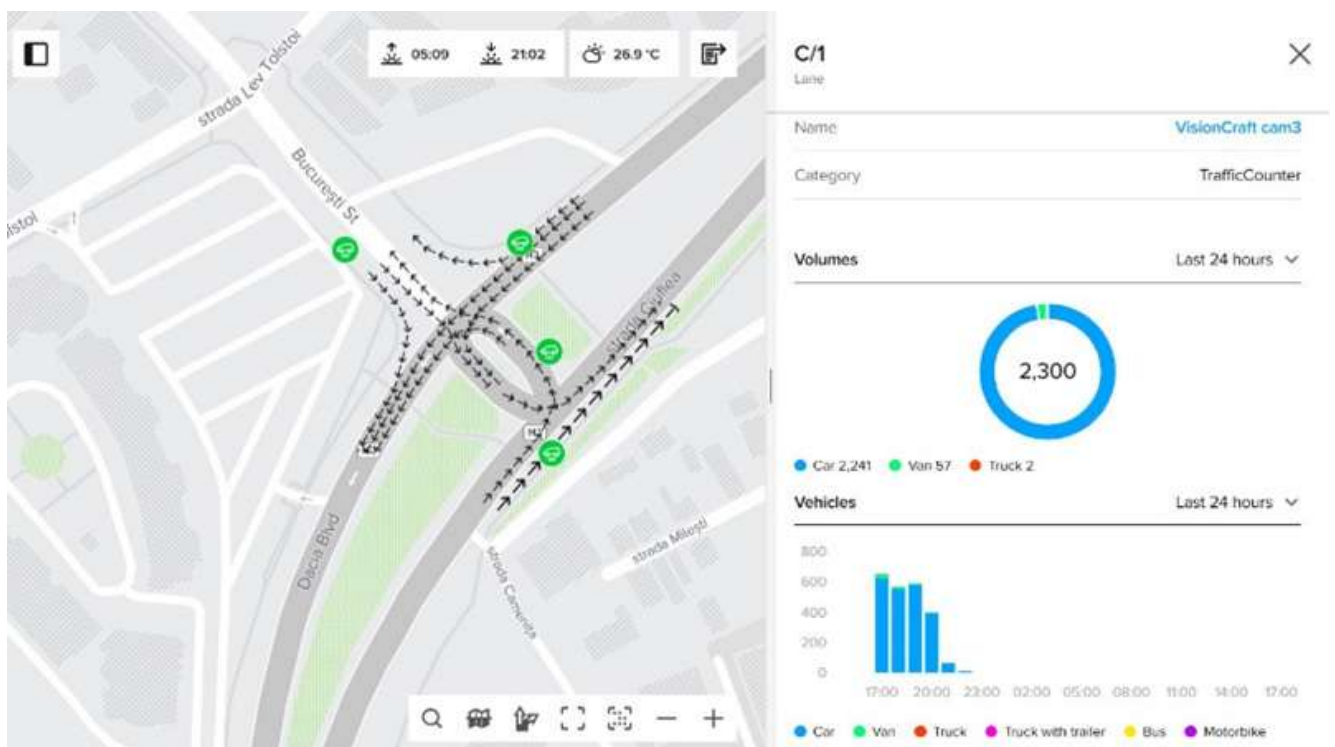 05:09
21:02
26.9 °C
strada Lev Tolstoi
București St
strada Ciuflea
Dacia Blvd
strada Camenița
strada Milești
C/1
Lane
Name VisionCraft cam3
Category TrafficCounter
Volumes Last 24 hours
2,300
Car 2,241 Van 57 Truck 2
Vehicles Last 24 hours
800
600
400
200
0
17:00 20:00 23:00 02:00 05:00 08:00 11:00 14:00 17:00
Car Van Truck Truck with trailer Bus Motorbike